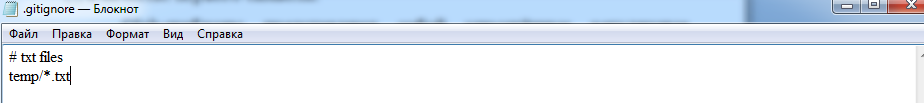 .gitignore — Блокнот
Файл Правка Формат Вид Справка
# txt files
temp/*.txt